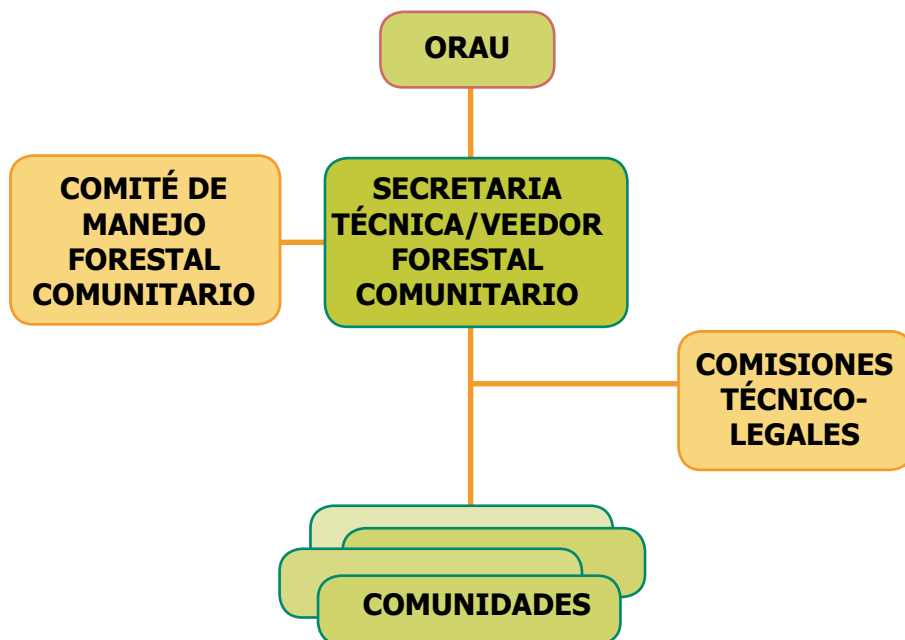 ORAU
COMITÉ DE
MANEJO
FORESTAL
COMUNITARIO
SECRETARIA
TÉCNICA/VEEDOR
FORESTAL
COMUNITARIO
COMISIONES
TÉCNICO-
LEGALES
COMUNIDADES